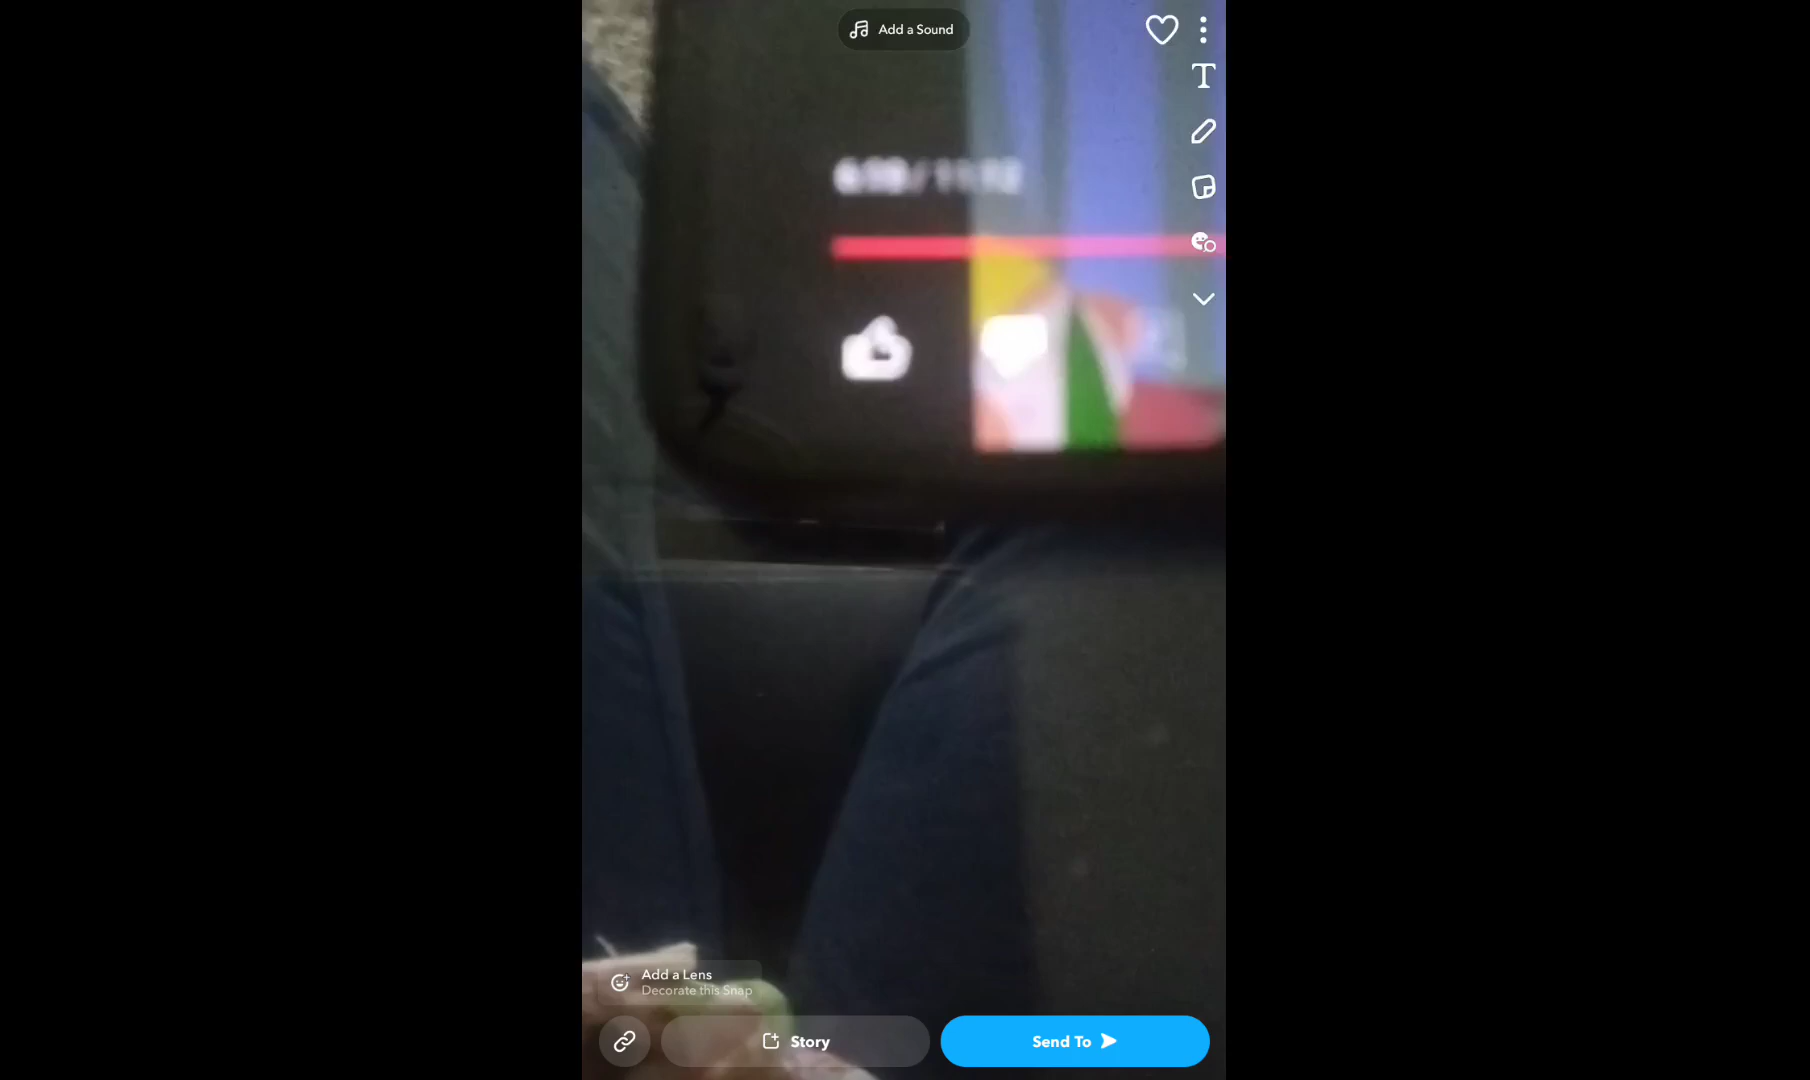 Add a Sound
T
Add a Lens
Decorate this Snap
Story
Send To